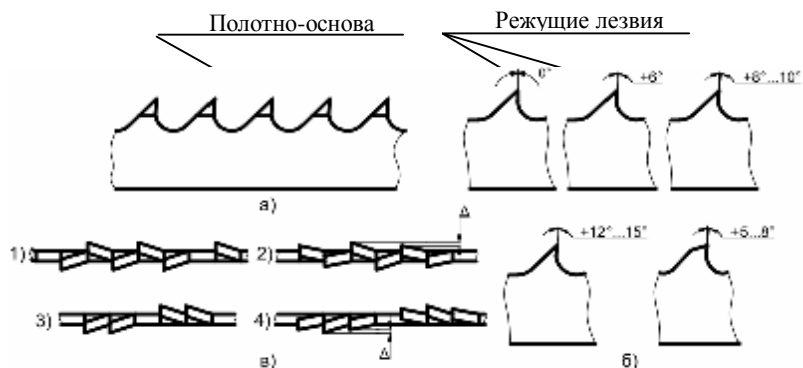 Полотно-основа
Режущие лезвия
0°
+6°
+8°...10°
а)
Δ
+12°...15°
+5...8°
1)
2)
3)
4)
Δ
в)
б)